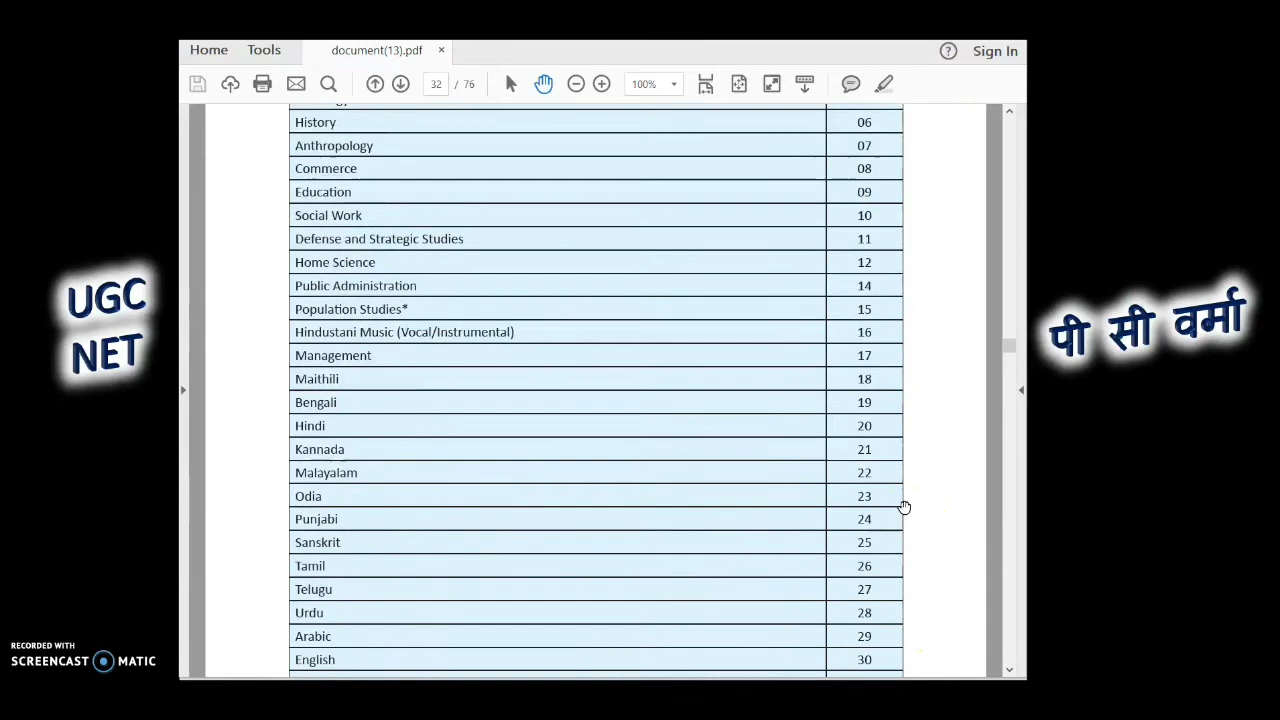 Home Tools document(13).pdf × ? Sign In
32 / 76 100%
History 06
Anthropology 07
Commerce 08
Education 09
Social Work 10
Defense and Strategic Studies 11
Home Science 12
Public Administration 14
Population Studies* 15
Hindustani Music (Vocal/Instrumental) 16
Management 17
Maithili 18
Bengali 19
Hindi 20
Kannada 21
Malayalam 22
Odia 23
Punjabi 24
Sanskrit 25
Tamil 26
Telugu 27
Urdu 28
Arabic 29
English 30
UGC
NET
पी सी वर्मा
RECORDED WITH
SCREENCAST MATIC